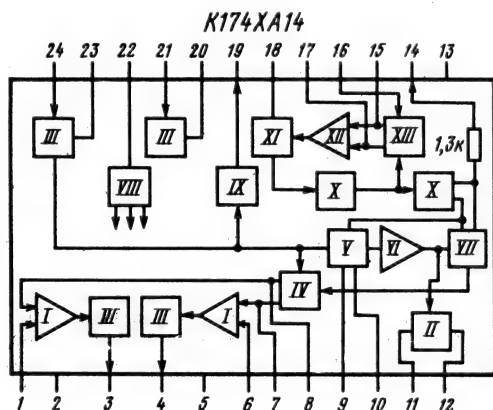 К174ХА14
24 23 22 21 20 19 18 17 16 15 14 13
III III XI XII XIII
1,3к
VIII IX X X
V VI VII
IV
I III III I II
1 2 3 4 5 6 7 8 9 10 11 12